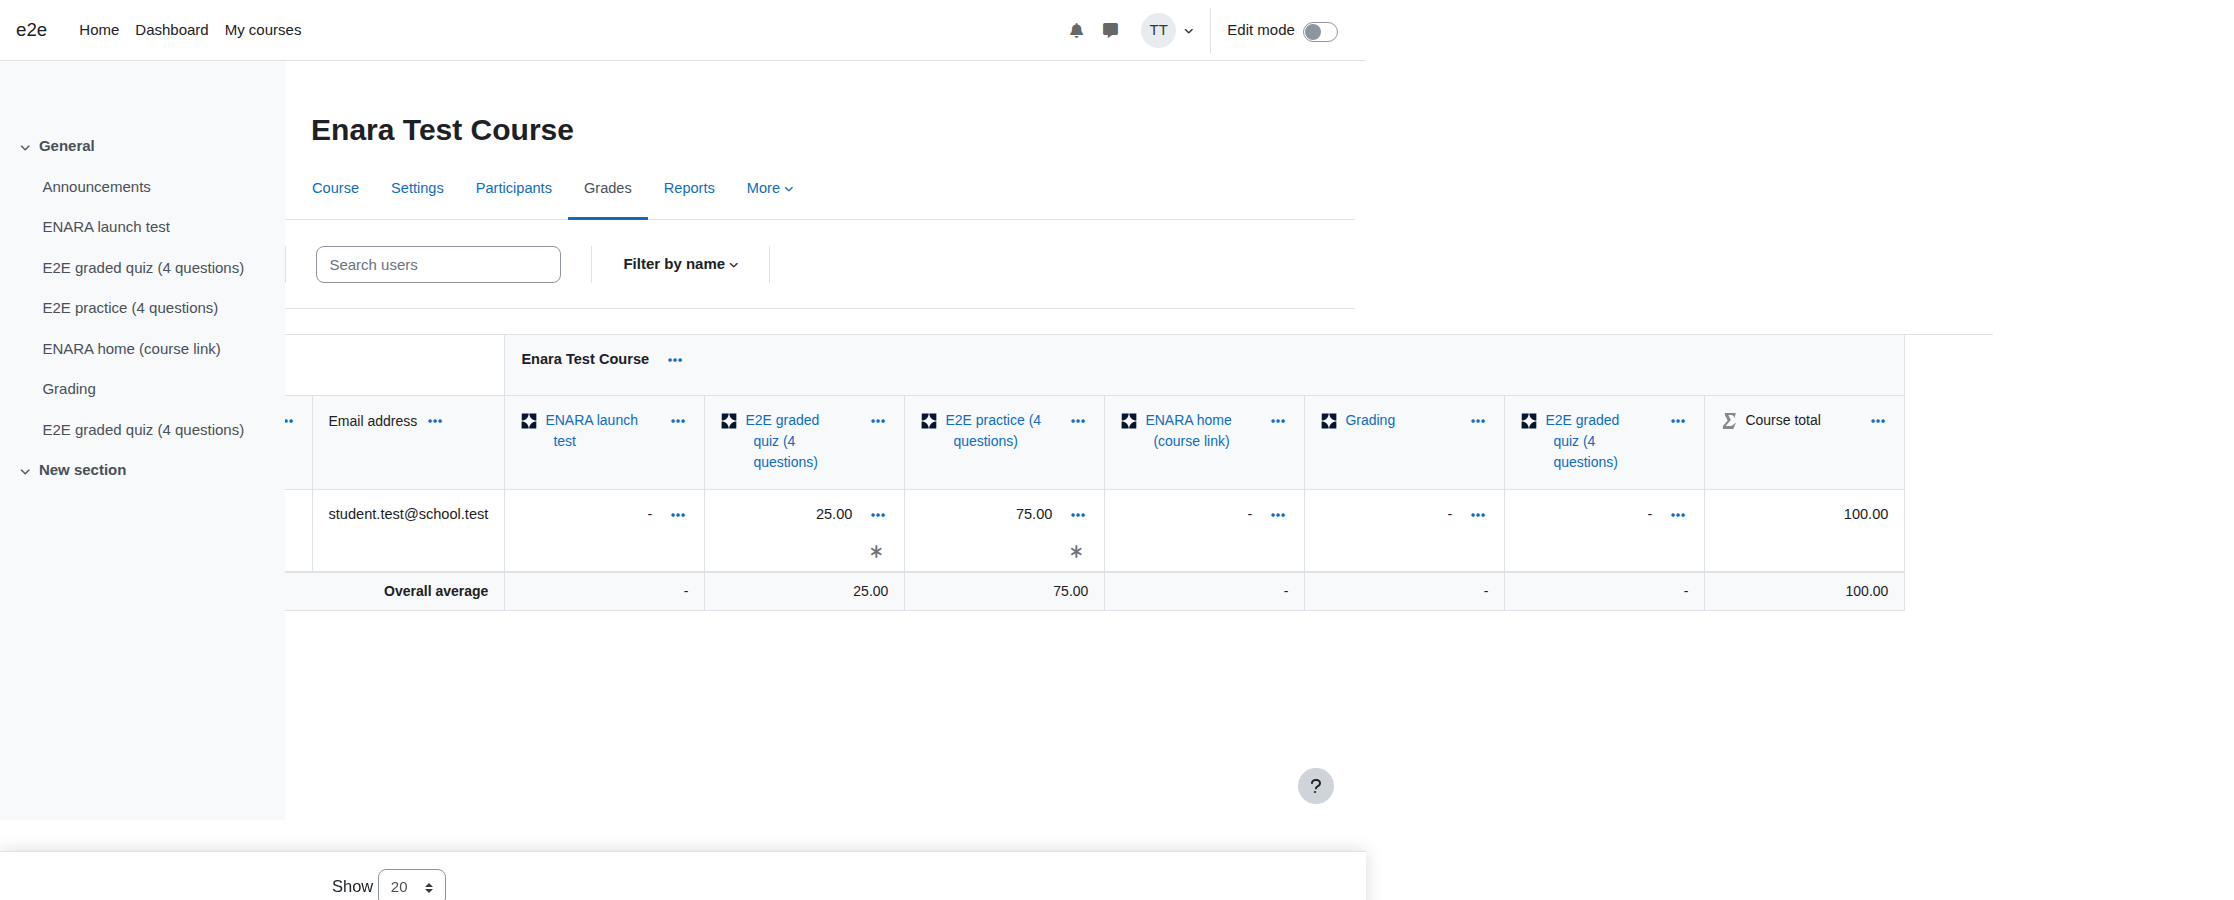 e2e Home Dashboard My courses TT Edit mode
General
Announcements
ENARA launch test
E2E graded quiz (4 questions)
E2E practice (4 questions)
ENARA home (course link)
Grading
E2E graded quiz (4 questions)
New section
Enara Test Course
Course Settings Participants Grades Reports More
Search users Filter by name
Enara Test Course
Email address
ENARA launch
test
E2E graded
quiz (4
questions)
E2E practice (4
questions)
ENARA home
(course link)
Grading
E2E graded
quiz (4
questions)
Course total
student.test@school.test - 25.00 75.00 - - - 100.00
Overall average - 25.00 75.00 - - - 100.00
?
Show 20